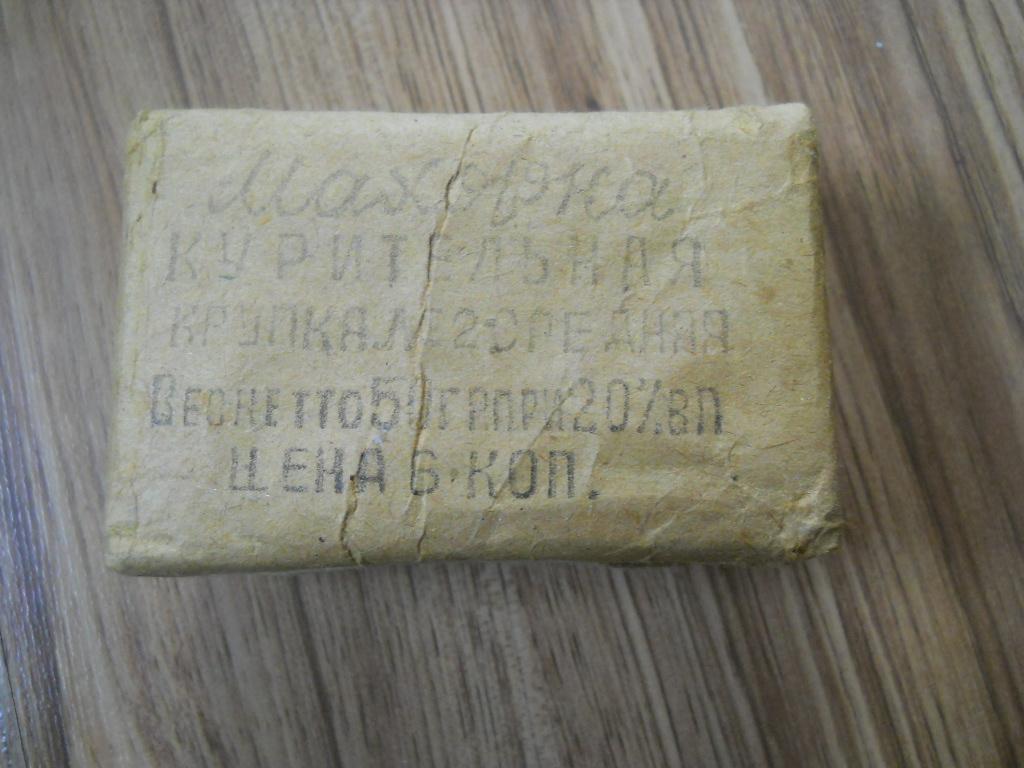 Махорка
КУРИТЕЛЬНАЯ
КРУПКА №2·СРЕДНЯЯ
ВЕС НЕТТО 50 ГР ПРИ 20% ВЛ
ЦЕНА 6·КОП.